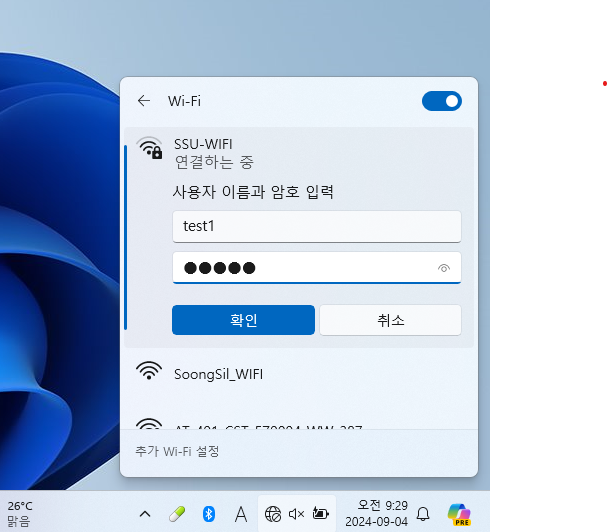 Wi-Fi
SSU-WIFI
연결하는 중
사용자 이름과 암호 입력
test1
●●●●●
확인
취소
SoongSil_WIFI
추가 Wi-Fi 설정
26°C
맑음
A
오전 9:29
2024-09-04
PRE